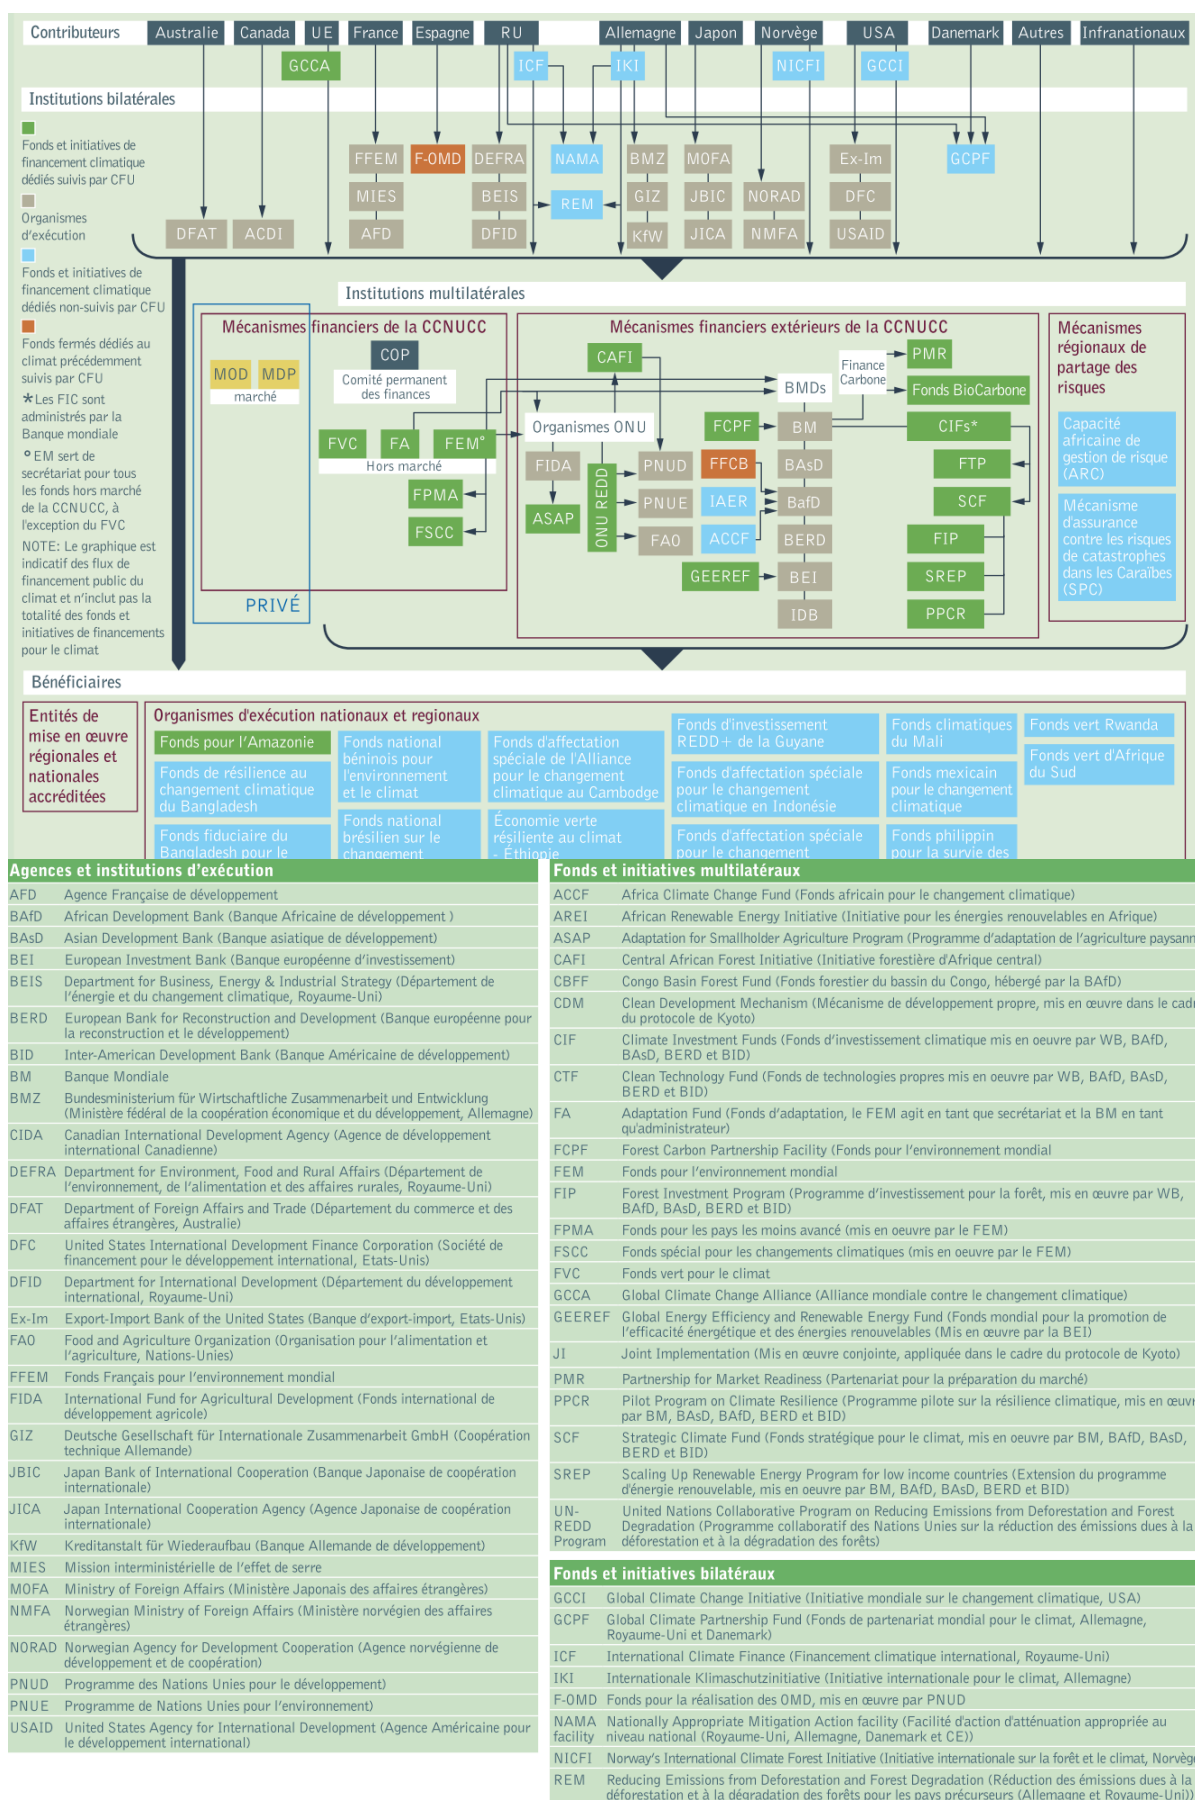 Contributeurs
Australie
Canada
UE
France
Espagne
RU
Allemagne
Japon
Norvège
USA
Danemark
Autres
Infranationaux
GCCA
ICF
IKI
NICFI
GCCI
Institutions bilatérales
Fonds et initiatives de
financement climatique
dédiés suivis par CFU
Organismes
d'exécution
Fonds et initiatives de
financement climatique
dédiés non-suivis par CFU
Fonds fermés dédiés au
climat précédemment
suivis par CFU
*Les FIC sont
administrés par la
Banque mondiale
° EM sert de
secrétariat pour tous
les fonds hors marché
de la CCNUCC, à
l'exception du FVC
NOTE: Le graphique est
indicatif des flux de
financement public du
climat et n'inclut pas la
totalité des fonds et
initiatives de financements
pour le climat
FFEM
F-OMD
DEFRA
NAMA
BMZ
MOFA
Ex-Im
GCPF
MIES
BEIS
REM
GIZ
JBIC
NORAD
DFC
DFAT
ACDI
AFD
DFID
KfW
JICA
NMFA
USAID
Institutions multilatérales
Mécanismes financiers de la CCNUCC
COP
MOD
MDP
marché
Comité permanent
des finances
FVC
FA
FEM°
Hors marché
FPMA
FSCC
PRIVÉ
Mécanismes financiers extérieurs de la CCNUCC
CAFI
Organismes ONU
FIDA
ASAP
ONU REDD
PNUD
PNUE
FAO
BMDs
Finance
Carbone
PMR
Fonds BioCarbone
FCPF
BM
CIFs*
FFCB
BAsD
FTP
IAER
BafD
SCF
ACCF
BERD
FIP
GEEREF
BEI
SREP
IDB
PPCR
Mécanismes
régionaux de
partage des
risques
Capacité
africaine de
gestion de risque
(ARC)
Mécanisme
d'assurance
contre les risques
de catastrophes
dans les Caraïbes
(SPC)
Bénéficiaires
Entités de
mise en œuvre
régionales et
nationales
accréditées
Organismes d'exécution nationaux et regionaux
Fonds pour l'Amazonie
Fonds de résilience au
changement climatique
du Bangladesh
Fonds fiduciaire du
Bangladesh pour le
Fonds national
béninois pour
l'environnement
et le climat
Fonds national
brésilien sur le
changement
Fonds d'affectation
spéciale de l'Alliance
pour le changement
climatique au Cambodge
Économie verte
résiliente au climat
- Éthiopie
Fonds d'investissement
REDD+ de la Guyane
Fonds d'affectation spéciale
pour le changement
climatique en Indonésie
Fonds d'affectation spéciale
pour le changement
Fonds climatiques
du Mali
Fonds mexicain
pour le changement
climatique
Fonds philippin
pour la survie des
Fonds vert Rwanda
Fonds vert d'Afrique
du Sud
Agences et institutions d'exécution
AFD Agence Française de développement
BAfD African Development Bank (Banque Africaine de développement )
BAsD Asian Development Bank (Banque asiatique de développement)
BEI European Investment Bank (Banque européenne d'investissement)
BEIS Department for Business, Energy & Industrial Strategy (Département de
l'énergie et du changement climatique, Royaume-Uni)
BERD European Bank for Reconstruction and Development (Banque européenne pour
la reconstruction et le développement)
BID Inter-American Development Bank (Banque Américaine de développement)
BM Banque Mondiale
BMZ Bundesministerium für Wirtschaftliche Zusammenarbeit und Entwicklung
(Ministère fédéral de la coopération économique et du développement, Allemagne)
CIDA Canadian International Development Agency (Agence de développement
international Canadienne)
DEFRA Department for Environment, Food and Rural Affairs (Département de
l'environnement, de l'alimentation et des affaires rurales, Royaume-Uni)
DFAT Department of Foreign Affairs and Trade (Département du commerce et des
affaires étrangères, Australie)
DFC United States International Development Finance Corporation (Société de
financement pour le développement international, Etats-Unis)
DFID Department for International Development (Département du développement
international, Royaume-Uni)
Ex-Im Export-Import Bank of the United States (Banque d'export-import, Etats-Unis)
FAO Food and Agriculture Organization (Organisation pour l'alimentation et
l'agriculture, Nations-Unies)
FFEM Fonds Français pour l'environnement mondial
FIDA International Fund for Agricultural Development (Fonds international de
développement agricole)
GIZ Deutsche Gesellschaft für Internationale Zusammenarbeit GmbH (Coopération
technique Allemande)
JBIC Japan Bank of International Cooperation (Banque Japonaise de coopération
internationale)
JICA Japan International Cooperation Agency (Agence Japonaise de coopération
internationale)
KfW Kreditanstalt für Wiederaufbau (Banque Allemande de développement)
MIES Mission interministérielle de l'effet de serre
MOFA Ministry of Foreign Affairs (Ministère Japonais des affaires étrangères)
NMFA Norwegian Ministry of Foreign Affairs (Ministère norvégien des affaires
étrangères)
NORAD Norwegian Agency for Development Cooperation (Agence norvégienne de
développement et de coopération)
PNUD Programme des Nations Unies pour le développement)
PNUE Programme de Nations Unies pour l'environnement)
USAID United States Agency for International Development (Agence Américaine pour
le développement international)
Fonds et initiatives multilatéraux
ACCF Africa Climate Change Fund (Fonds africain pour le changement climatique)
AREI African Renewable Energy Initiative (Initiative pour les énergies renouvelables en Afrique)
ASAP Adaptation for Smallholder Agriculture Program (Programme d'adaptation de l'agriculture paysann
CAFI Central African Forest Initiative (Initiative forestière d'Afrique central)
CBFF Congo Basin Forest Fund (Fonds forestier du bassin du Congo, hébergé par la BAfD)
CDM Clean Development Mechanism (Mécanisme de développement propre, mis en œuvre dans le cadr
du protocole de Kyoto)
CIF Climate Investment Funds (Fonds d'investissement climatique mis en oeuvre par WB, BAfD,
BAsD, BERD et BID)
CTF Clean Technology Fund (Fonds de technologies propres mis en oeuvre par WB, BAfD, BAsD,
BERD et BID)
FA Adaptation Fund (Fonds d'adaptation, le FEM agit en tant que secrétariat et la BM en tant
qu'administrateur)
FCPF Forest Carbon Partnership Facility (Fonds pour l'environnement mondial
FEM Fonds pour l'environnement mondial
FIP Forest Investment Program (Programme d'investissement pour la forêt, mis en œuvre par WB,
BAfD, BAsD, BERD et BID)
FPMA Fonds pour les pays les moins avancé (mis en oeuvre par le FEM)
FSCC Fonds spécial pour les changements climatiques (mis en oeuvre par le FEM)
FVC Fonds vert pour le climat
GCCA Global Climate Change Alliance (Alliance mondiale contre le changement climatique)
GEEREF Global Energy Efficiency and Renewable Energy Fund (Fonds mondial pour la promotion de
l'efficacité énergétique et des énergies renouvelables (Mis en œuvre par la BEI)
JI Joint Implementation (Mis en œuvre conjointe, appliquée dans le cadre du protocole de Kyoto)
PMR Partnership for Market Readiness (Partenariat pour la préparation du marché)
PPCR Pilot Program on Climate Resilience (Programme pilote sur la résilience climatique, mis en œuvr
par BM, BAsD, BAfD, BERD et BID)
SCF Strategic Climate Fund (Fonds stratégique pour le climat, mis en oeuvre par BM, BAfD, BAsD,
BERD et BID)
SREP Scaling Up Renewable Energy Program for low income countries (Extension du programme
d'énergie renouvelable, mis en oeuvre par BM, BAfD, BAsD, BERD et BID)
UN- United Nations Collaborative Program on Reducing Emissions from Deforestation and Forest
REDD Degradation (Programme collaboratif des Nations Unies sur la réduction des émissions dues à la
Program déforestation et à la dégradation des forêts)
Fonds et initiatives bilatéraux
GCCI Global Climate Change Initiative (Initiative mondiale sur le changement climatique, USA)
GCPF Global Climate Partnership Fund (Fonds de partenariat mondial pour le climat, Allemagne,
Royaume-Uni et Danemark)
ICF International Climate Finance (Financement climatique international, Royaume-Uni)
IKI Internationale Klimaschutzinitiative (Initiative internationale pour le climat, Allemagne)
F-OMD Fonds pour la réalisation des OMD, mis en œuvre par PNUD
NAMA Nationally Appropriate Mitigation Action facility (Facilité d'action d'atténuation appropriée au
facility niveau national (Royaume-Uni, Allemagne, Danemark et CE))
NICFI Norway's International Climate Forest Initiative (Initiative internationale sur la forêt et le climat, Norvèg
REM Reducing Emissions from Deforestation and Forest Degradation (Réduction des émissions dues à la
déforestation et à la dégradation des forêts pour les pays précurseurs (Allemagne et Royaume-Uni))